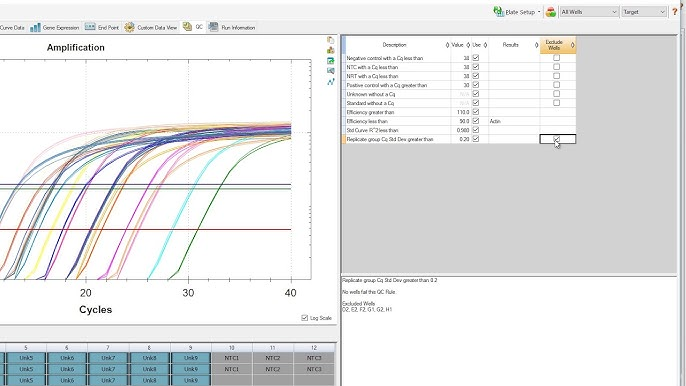 Plate Setup All Wells Target ?
Curve Data Gene Expression End Point Custom Data View QC Run Information
Amplification
20 30 40
Cycles
Log Scale
Description Value Use Results Exclude Wells
Negative control with a Cq less than 38
NTC with a Cq less than 38
NRT with a Cq less than 38
Positive control with a Cq greater than 30
Unknown without a Cq N/A
Standard without a Cq N/A
Efficiency greater than 110.0
Efficiency less than 90.0 Actin
Std Curve R^2 less than 0.980
Replicate group Cq Std Dev greater than 0.20
Replicate group Cq Std Dev greater than 0.2
No wells fail this QC Rule
Excluded Wells
D2, E2, F2, G1, G2, H1
5 6 7 8 9 10 11 12
Unk5 Unk6 Unk7 Unk8 Unk9 NTC1 NTC2 NTC3
Unk5 Unk6 Unk7 Unk8 Unk9 NTC1 NTC2 NTC3
Unk5 Unk6 Unk7 Unk8 Unk9